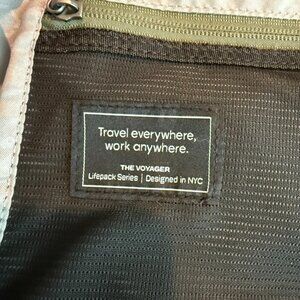 Travel everywhere,
work anywhere.
THE VOYAGER
Lifepack Series | Designed in NYC